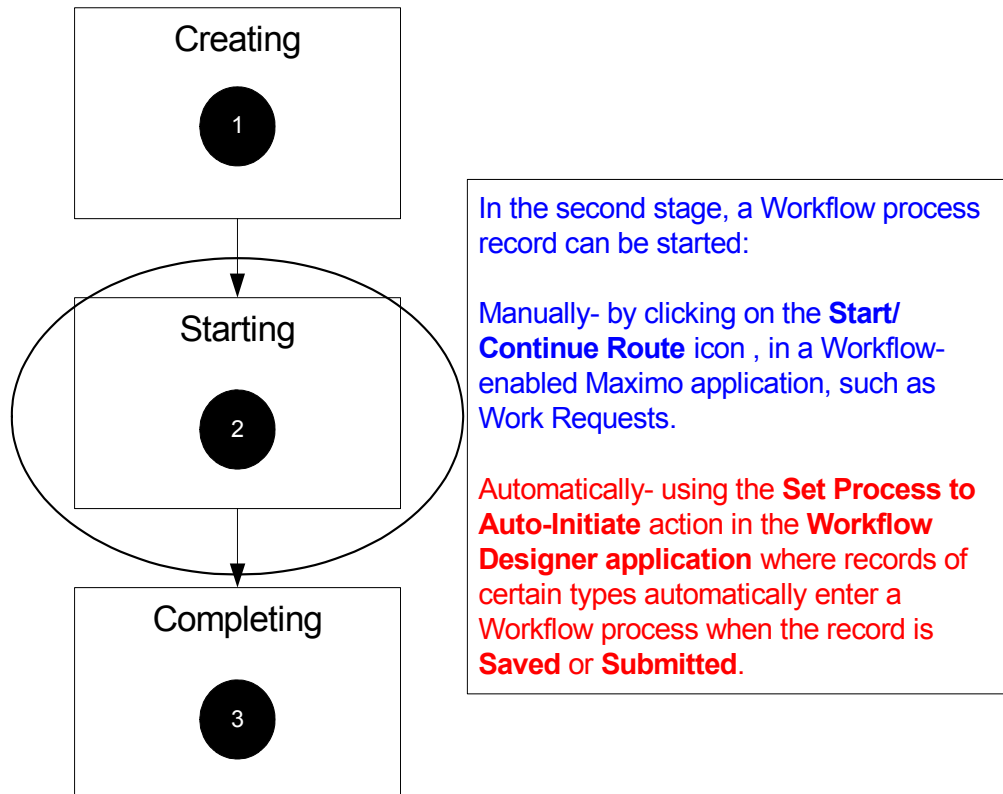 Creating
1
Starting
2
Completing
3
In the second stage, a Workflow process
record can be started:
Manually- by clicking on the Start/
Continue Route icon , in a Workflow-
enabled Maximo application, such as
Work Requests.
Automatically- using the Set Process to
Auto-Initiate action in the Workflow
Designer application where records of
certain types automatically enter a
Workflow process when the record is
Saved or Submitted.